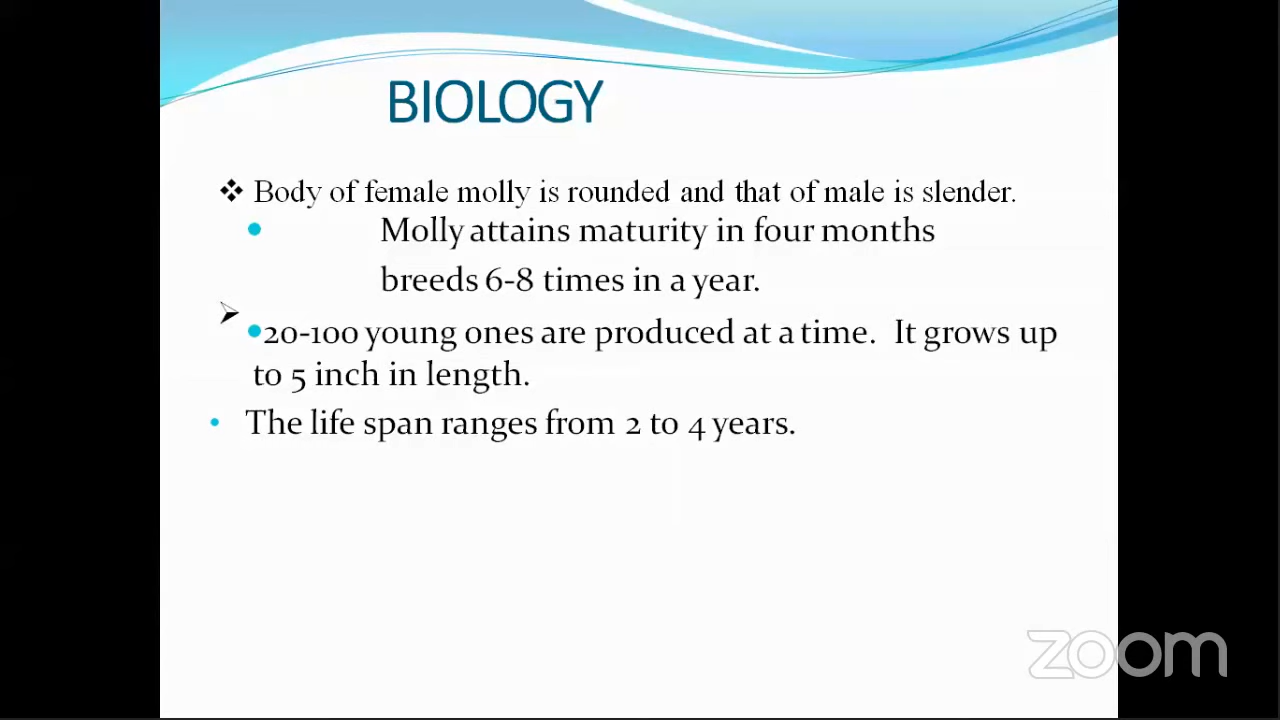 BIOLOGY
❖ Body of female molly is rounded and that of male is slender.
• Molly attains maturity in four months
breeds 6-8 times in a year.
➢
•20-100 young ones are produced at a time. It grows up
to 5 inch in length.
• The life span ranges from 2 to 4 years.
zoom